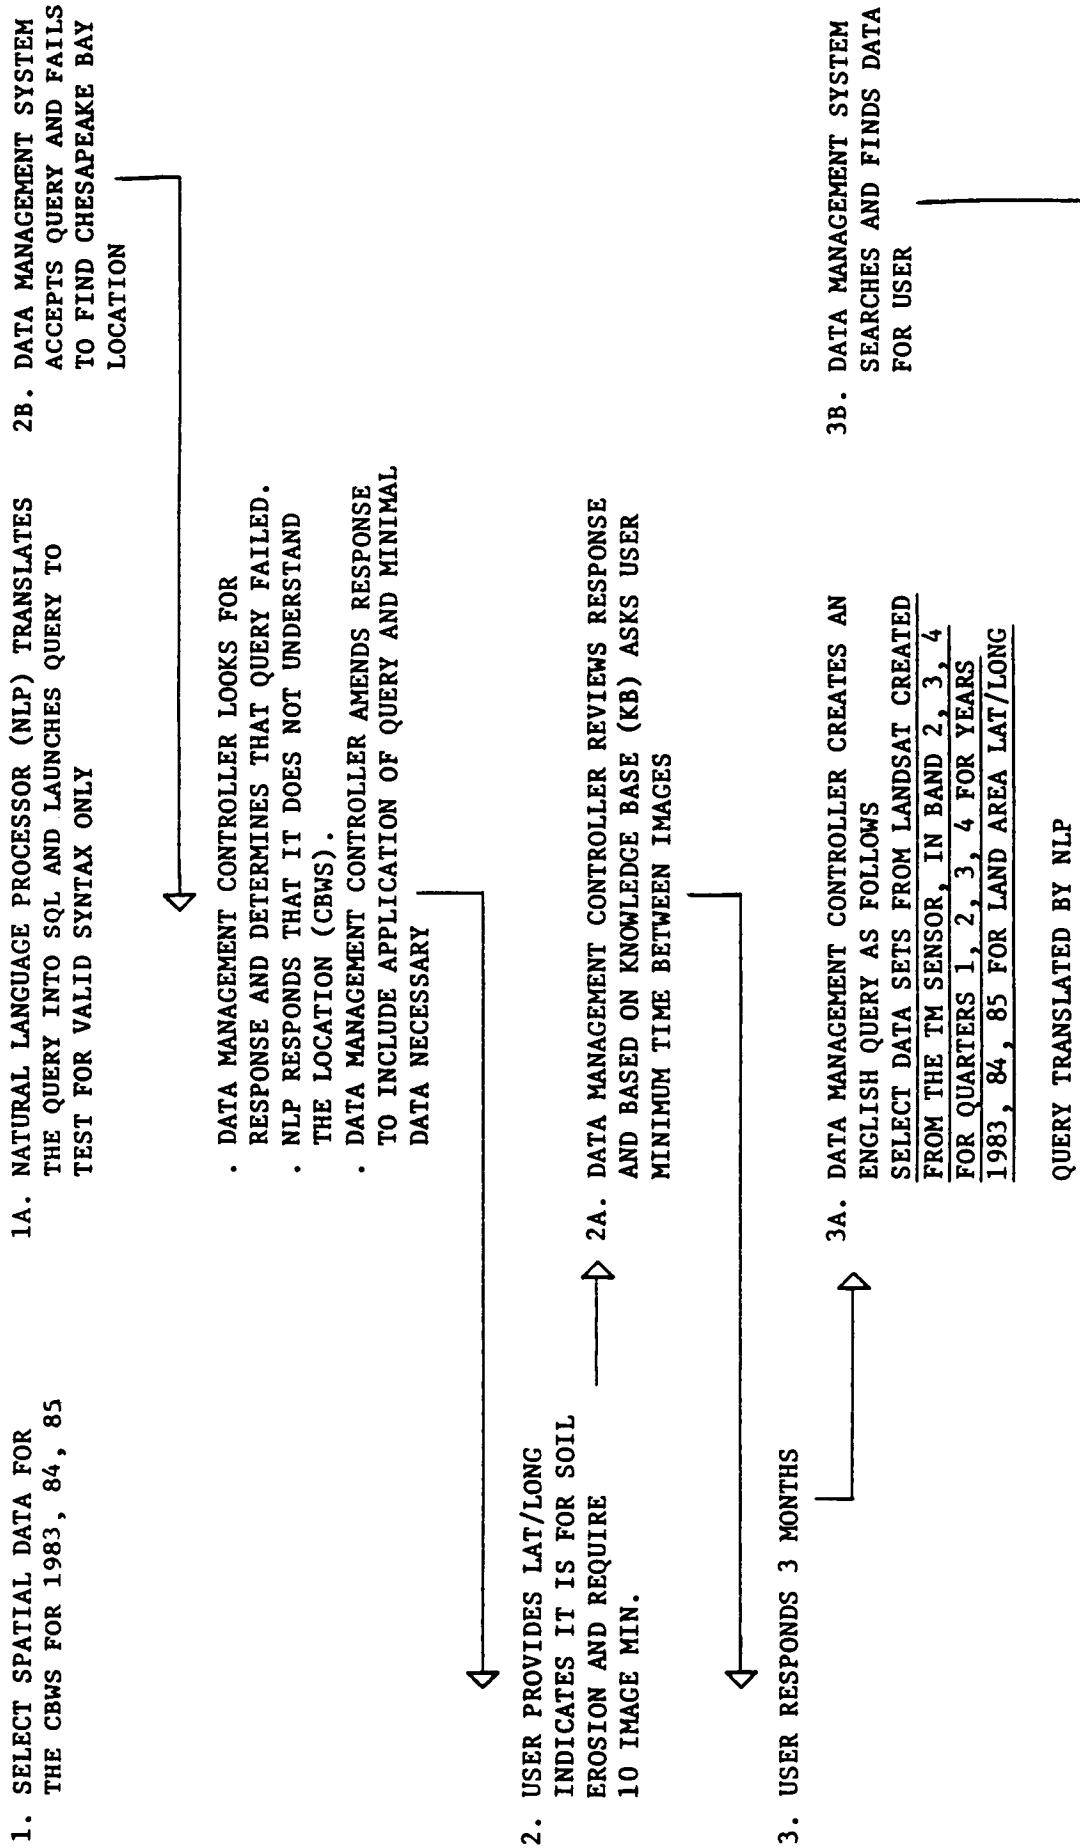 1. SELECT SPATIAL DATA FOR
THE CBWS FOR 1983, 84, 85
1A. NATURAL LANGUAGE PROCESSOR (NLP) TRANSLATES
THE QUERY INTO SQL AND LAUNCHES QUERY TO
TEST FOR VALID SYNTAX ONLY
2B. DATA MANAGEMENT SYSTEM
ACCEPTS QUERY AND FAILS
TO FIND CHESAPEAKE BAY
LOCATION
. DATA MANAGEMENT CONTROLLER LOOKS FOR
RESPONSE AND DETERMINES THAT QUERY FAILED.
. NLP RESPONDS THAT IT DOES NOT UNDERSTAND
THE LOCATION (CBWS).
. DATA MANAGEMENT CONTROLLER AMENDS RESPONSE
TO INCLUDE APPLICATION OF QUERY AND MINIMAL
DATA NECESSARY
2. USER PROVIDES LAT/LONG
INDICATES IT IS FOR SOIL
EROSION AND REQUIRE
10 IMAGE MIN.
2A. DATA MANAGEMENT CONTROLLER REVIEWS RESPONSE
AND BASED ON KNOWLEDGE BASE (KB) ASKS USER
MINIMUM TIME BETWEEN IMAGES
3. USER RESPONDS 3 MONTHS
3A. DATA MANAGEMENT CONTROLLER CREATES AN
ENGLISH QUERY AS FOLLOWS
SELECT DATA SETS FROM LANDSAT CREATED
FROM THE TM SENSOR, IN BAND 2, 3, 4
FOR QUARTERS 1, 2, 3, 4 FOR YEARS
1983, 84, 85 FOR LAND AREA LAT/LONG
QUERY TRANSLATED BY NLP
3B. DATA MANAGEMENT SYSTEM
SEARCHES AND FINDS DATA
FOR USER